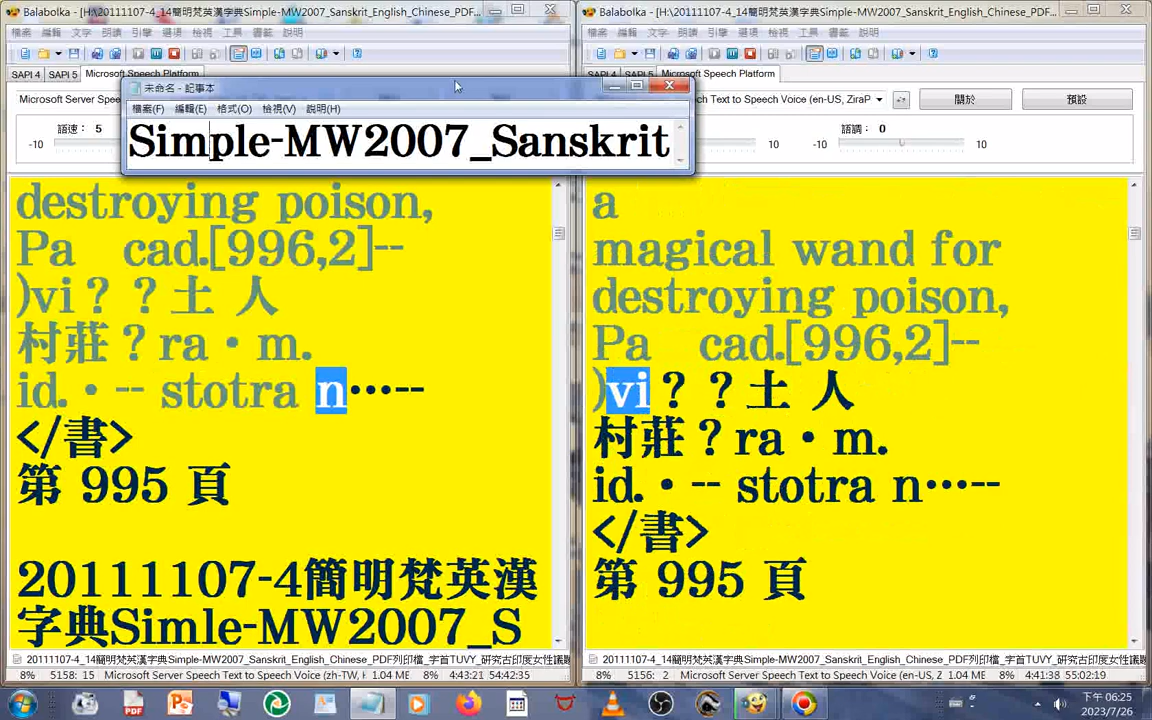 Balabolka - [H:\20111107-4_14簡明梵英漢字典Simple-MW2007_Sanskrit_English_Chinese_PDF...
檔案 編輯 文字 朗讀 引擎 選項 檢視 工具 書籤 說明
SAPI 4 SAPI 5 Microsoft Speech Platform
Microsoft Server Spee
語速： 5
-10
未命名 - 記事本
檔案(F) 編輯(E) 格式(O) 檢視(V) 說明(H)
Simple-MW2007_Sanskrit
destroying poison,
Pa cad.[996,2]--
)vi？？土 人
村莊？ra·m.
id.· -- stotra n…--
</書>
第 995 頁
20111107-4簡明梵英漢
字典Simle-MW2007_S
20111107-4_14簡明梵英漢字典Simple-MW2007_Sanskrit_English_Chinese_PDF列印檔_字首TUVY_研究古印度女性議題
8% 5158: 15 Microsoft Server Speech Text to Speech Voice (zh-TW, H 1.04 MB 8% 4:43:21 54:42:35
Balabolka - [H:\20111107-4_14簡明梵英漢字典Simple-MW2007_Sanskrit_English_Chinese_PDF...
檔案 編輯 文字 朗讀 引擎 選項 檢視 工具 書籤 說明
SAPI 5 Microsoft Speech Platform
Text to Speech Voice (en-US, ZiraP 關於 預設
10 語調： 0
-10 10
a
magical wand for
destroying poison,
Pa cad.[996,2]--
)vi？？土 人
村莊？ra·m.
id.· -- stotra n…--
</書>
第 995 頁
20111107-4_14簡明梵英漢字典Simple-MW2007_Sanskrit_English_Chinese_PDF列印檔_字首TUVY_研究古印度女性議題
8% 5156: 2 Microsoft Server Speech Text to Speech Voice (en-US, Z 1.04 MB 8% 4:41:38 55:02:19
下午 06:25
2023/7/26